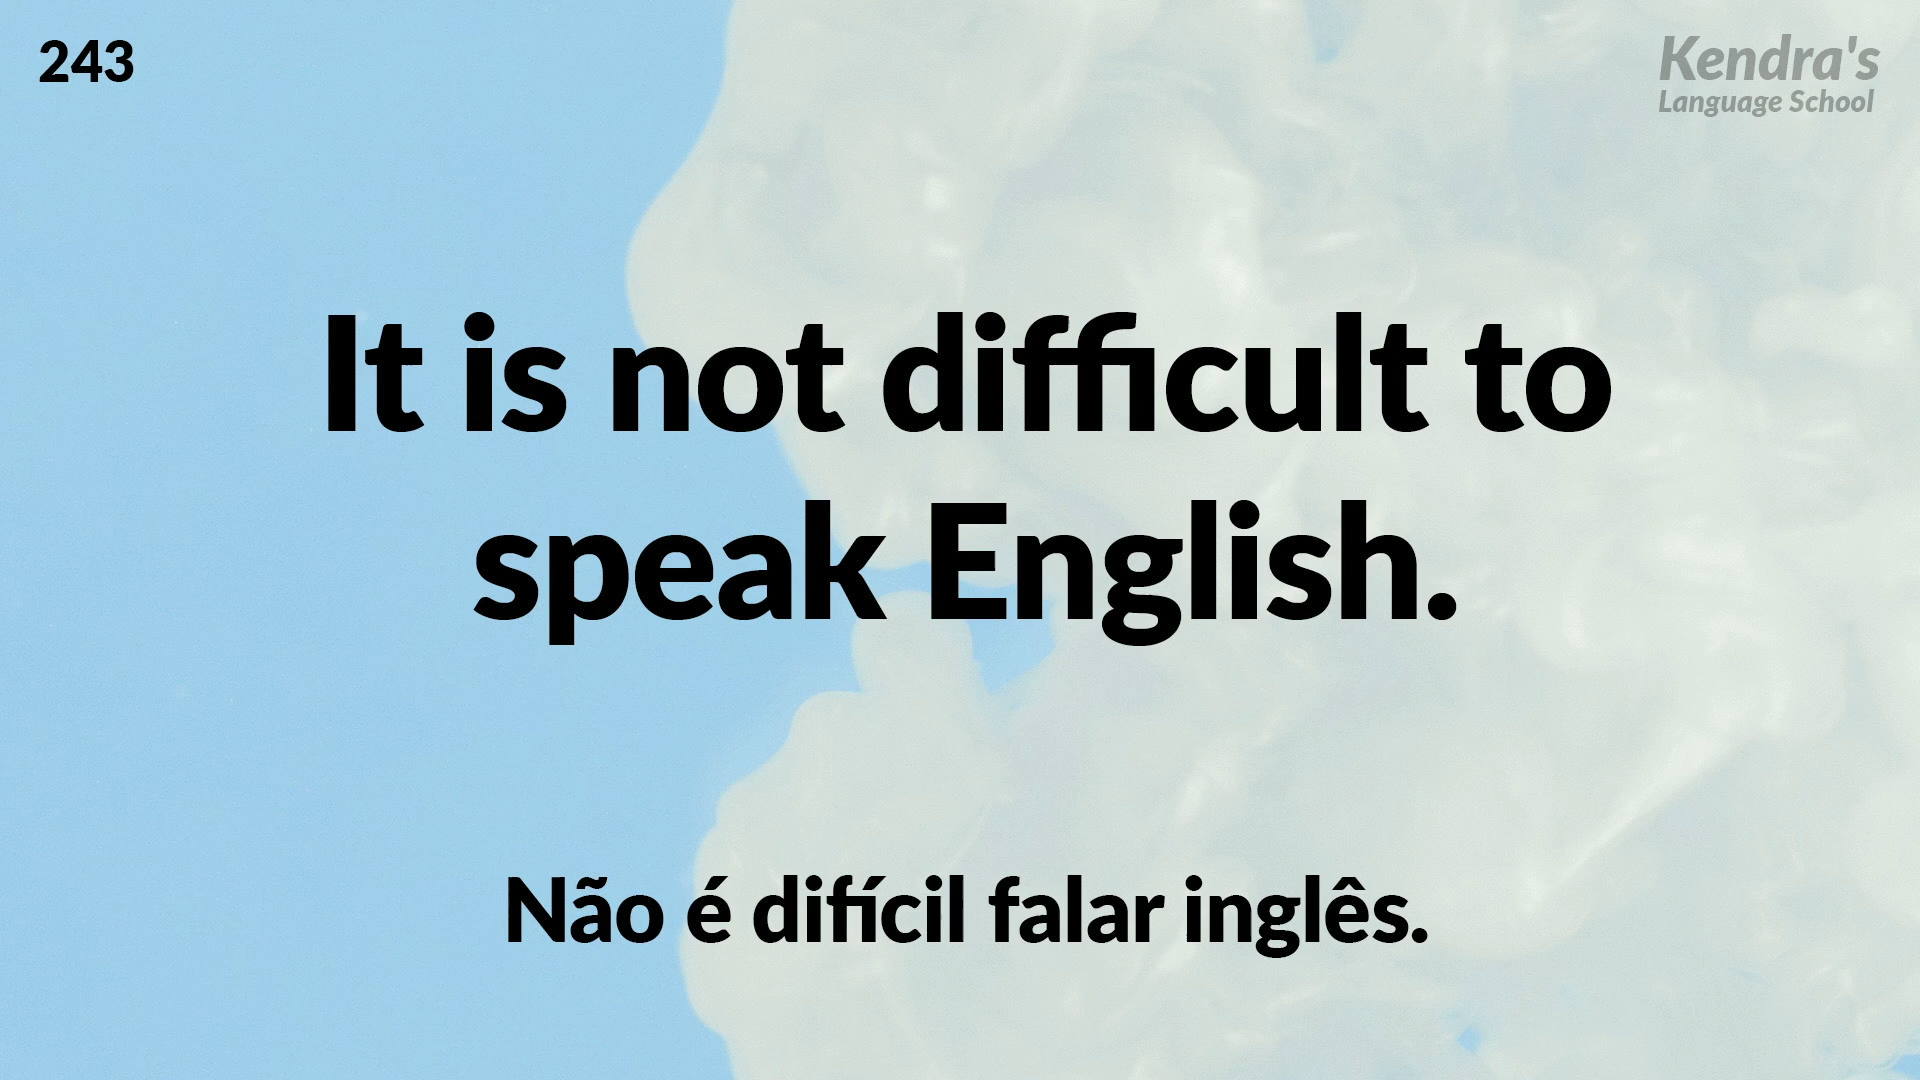 243
Kendra's
Language School
It is not difficult to
speak English.
Não é difícil falar inglês.